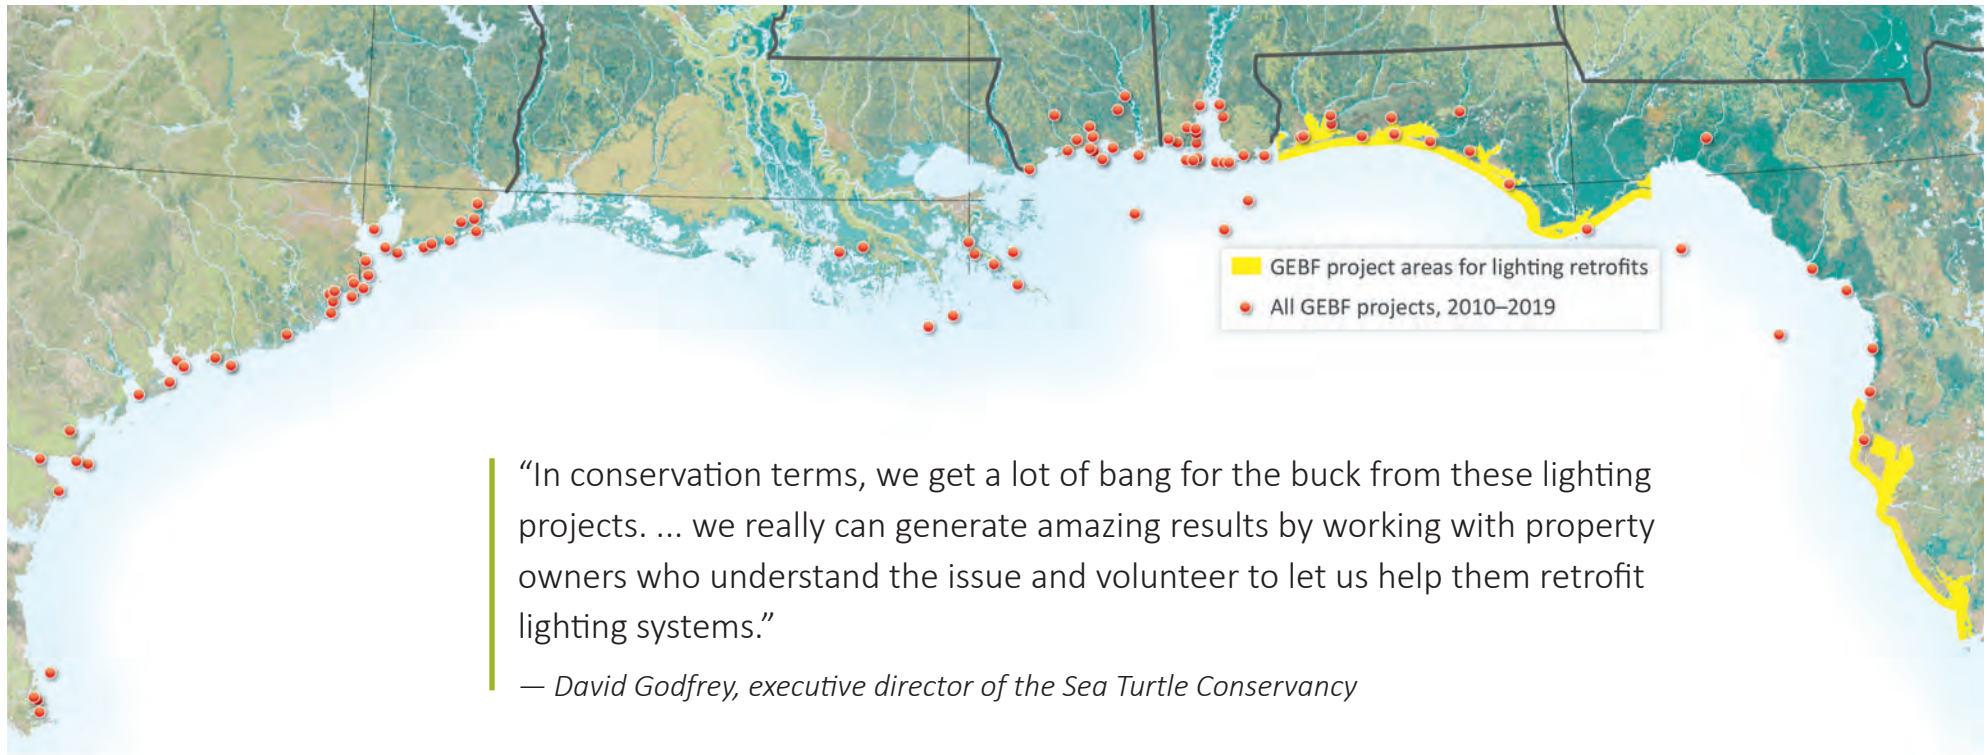 GEBF project areas for lighting retrofits
All GEBF projects, 2010–2019
“In conservation terms, we get a lot of bang for the buck from these lighting
projects. ... we really can generate amazing results by working with property
owners who understand the issue and volunteer to let us help them retrofit
lighting systems.”
— David Godfrey, executive director of the Sea Turtle Conservancy